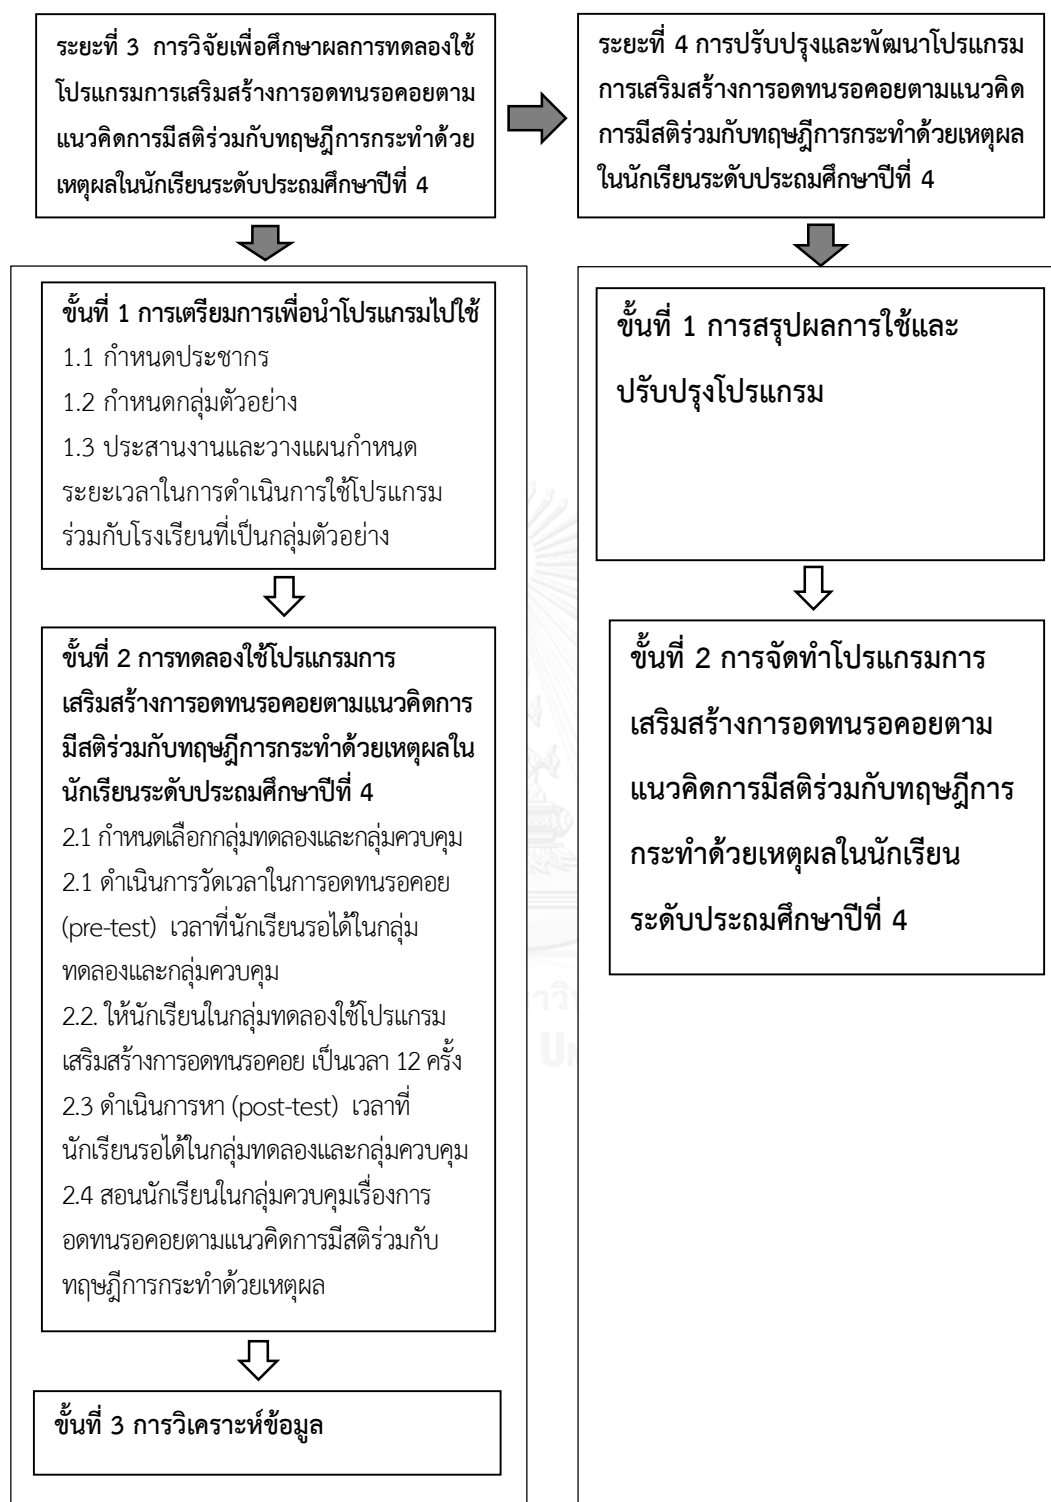 ระยะที่ 3 การวิจัยเพื่อศึกษาผลการทดลองใช้
โปรแกรมการเสริมสร้างการอดทนรอคอยตาม
แนวคิดการมีสติร่วมกับทฤษฎีการกระทำด้วย
เหตุผลในนักเรียนระดับประถมศึกษาปีที่ 4
ระยะที่ 4 การปรับปรุงและพัฒนาโปรแกรม
การเสริมสร้างการอดทนรอคอยตามแนวคิด
การมีสติร่วมกับทฤษฎีการกระทำด้วยเหตุผล
ในนักเรียนระดับประถมศึกษาปีที่ 4
ขั้นที่ 1 การเตรียมการเพื่อนำโปรแกรมไปใช้
1.1 กำหนดประชากร
1.2 กำหนดกลุ่มตัวอย่าง
1.3 ประสานงานและวางแผนกำหนด
ระยะเวลาในการดำเนินการใช้โปรแกรม
ร่วมกับโรงเรียนที่เป็นกลุ่มตัวอย่าง
ขั้นที่ 2 การทดลองใช้โปรแกรมการ
เสริมสร้างการอดทนรอคอยตามแนวคิดการ
มีสติร่วมกับทฤษฎีการกระทำด้วยเหตุผลใน
นักเรียนระดับประถมศึกษาปีที่ 4
2.1 กำหนดเลือกกลุ่มทดลองและกลุ่มควบคุม
2.1 ดำเนินการวัดเวลาในการอดทนรอคอย
(pre-test) เวลาที่นักเรียนรอได้ในกลุ่ม
ทดลองและกลุ่มควบคุม
2.2. ให้นักเรียนในกลุ่มทดลองใช้โปรแกรม
เสริมสร้างการอดทนรอคอย เป็นเวลา 12 ครั้ง
2.3 ดำเนินการหา (post-test) เวลาที่
นักเรียนรอได้ในกลุ่มทดลองและกลุ่มควบคุม
2.4 สอนนักเรียนในกลุ่มควบคุมเรื่องการ
อดทนรอคอยตามแนวคิดการมีสติร่วมกับ
ทฤษฎีการกระทำด้วยเหตุผล
ขั้นที่ 3 การวิเคราะห์ข้อมูล
ขั้นที่ 1 การสรุปผลการใช้และ
ปรับปรุงโปรแกรม
ขั้นที่ 2 การจัดทำโปรแกรมการ
เสริมสร้างการอดทนรอคอยตาม
แนวคิดการมีสติร่วมกับทฤษฎีการ
กระทำด้วยเหตุผลในนักเรียน
ระดับประถมศึกษาปีที่ 4